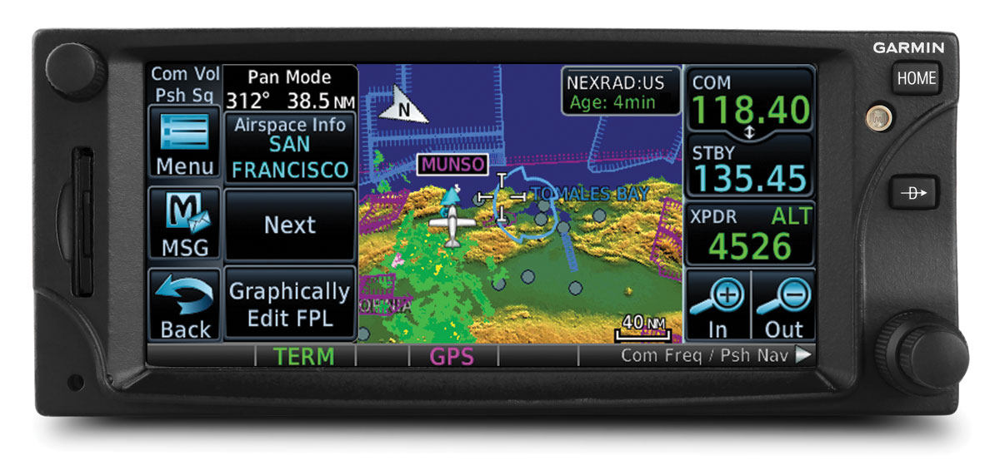 GARMIN
HOME
Com Vol
Psh Sq
Menu
MSG
Back
Pan Mode
312° 38.5 NM
Airspace Info
SAN
FRANCISCO
Next
Graphically
Edit FPL
N
NEXRAD:US
Age: 4min
MUNSO
TOMALES BAY
40 NM
COM
118.40
STBY
135.45
XPDR ALT
4526
In
Out
TERM
GPS
Com Freq / Psh Nav
D